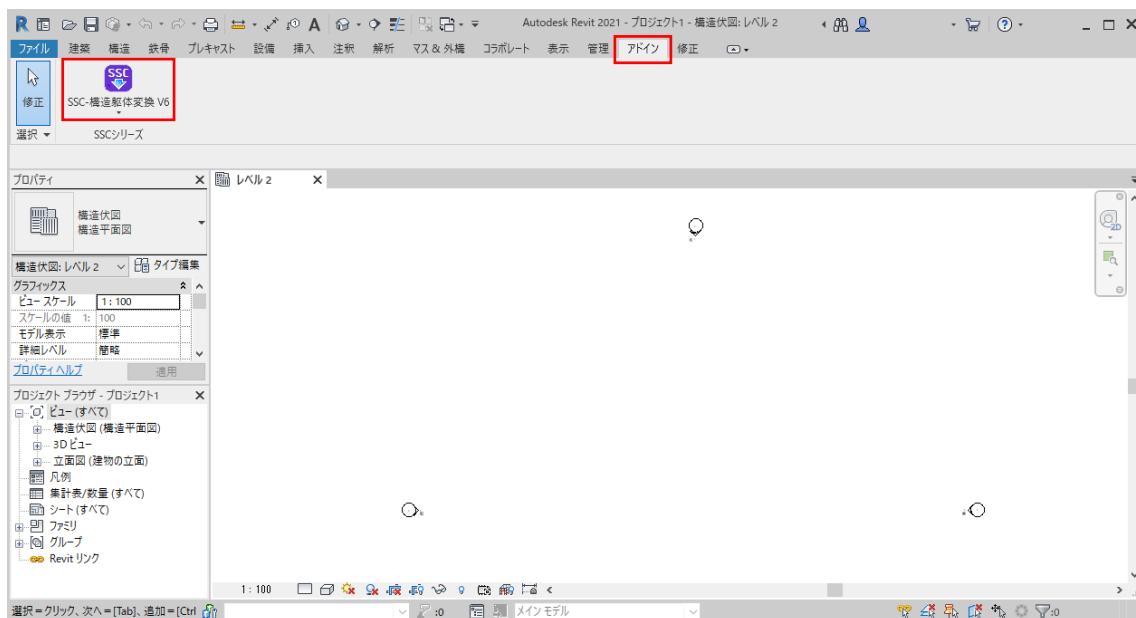 Autodesk Revit 2021 - プロジェクト1 - 構造伏図: レベル 2
ファイル 建築 構造 鉄骨 プレキャスト 設備 挿入 注釈 解析 マス & 外構 コラボレート 表示 管理 アドイン 修正
SSC
修正
SSC-構造躯体変換 V6
選択
SSCシリーズ
プロパティ
レベル 2
構造伏図
構造平面図
構造伏図: レベル 2
タイプ編集
グラフィックス
ビュー スケール 1 : 100
スケールの値 1: 100
モデル表示 標準
詳細レベル 簡略
プロパティ ヘルプ
適用
プロジェクト ブラウザ - プロジェクト1
ビュー (すべて)
構造伏図 (構造平面図)
3D ビュー
立面図 (建物の立面)
凡例
集計表/数量 (すべて)
シート (すべて)
ファミリ
グループ
Revit リンク
2D
1 : 100
選択 = クリック、次へ = [Tab]、追加 = [Ctrl
:0
メイン モデル
:0